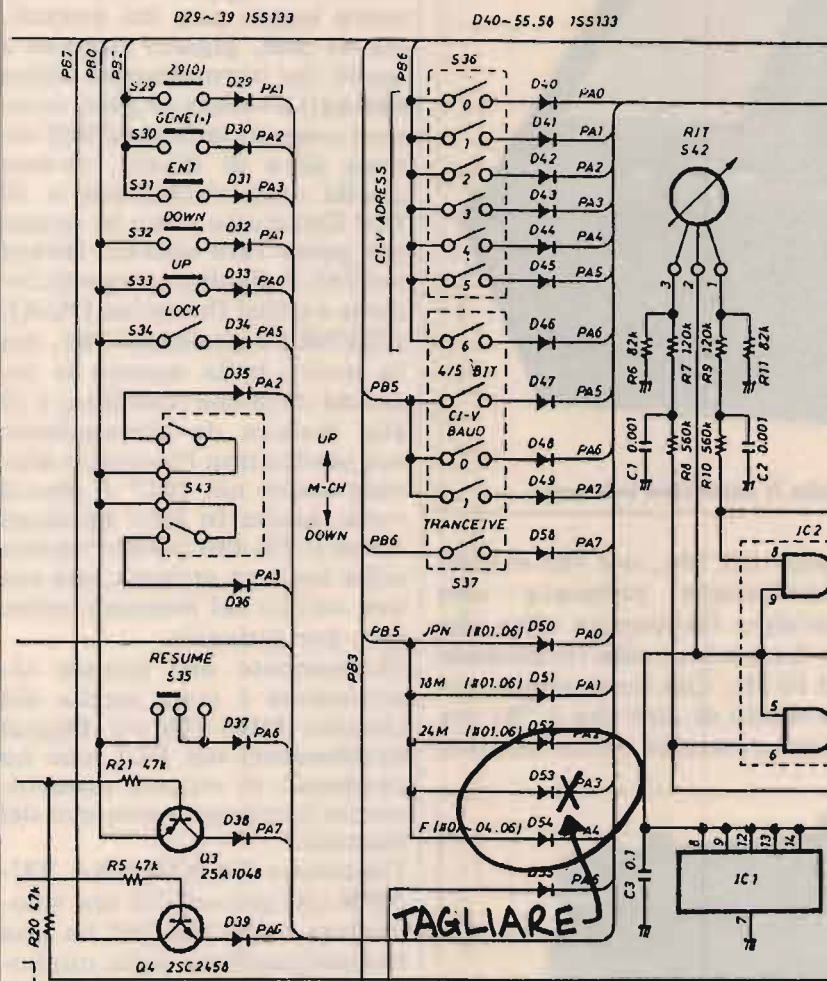 D29~39 1SS133
D40~55.58 1SS133
PB7
PB0
PB6
S29
29(0)
D29
PA1
S30
GENE(•)
D30
PA2
S31
ENT
D31
PA3
S32
DOWN
D32
PA1
S33
UP
D33
PA0
S34
LOCK
D34
PA5
D35
PA2
S43
UP
M-CH
DOWN
PA3
D36
RESUME
S35
D37
PA6
R21 47k
D38
PA7
Q3
2SA1048
R5 47k
D39
PA6
R20 47k
Q4 2SC2458
S36
CI-V ADRESS
0
D40
PA0
1
D41
PA1
2
D42
PA2
3
D43
PA3
4
D44
PA4
5
D45
PA5
6
D46
PA6
4/5 BIT
PB5
D47
PA5
CI-V
BAUD
0
D48
PA6
1
D49
PA7
TRANCEIVE
PB6
D58
PA7
S37
PB5
JPN [#01.06]
D50
PA0
PB3
18M [#01.06]
D51
PA1
24M [#01.06]
D52
PA2
D53
PA3
D54
PA4
D55
PA6
TAGLIARE
RIT
S42
3
2
1
R6 82k
R7 120k
R9 120k
R11 82k
C1 0.001
R8 560k
R10 560k
C2 0.001
IC2
8
9
5
6
C3 0.1
8
9
12
13
14
IC1
7